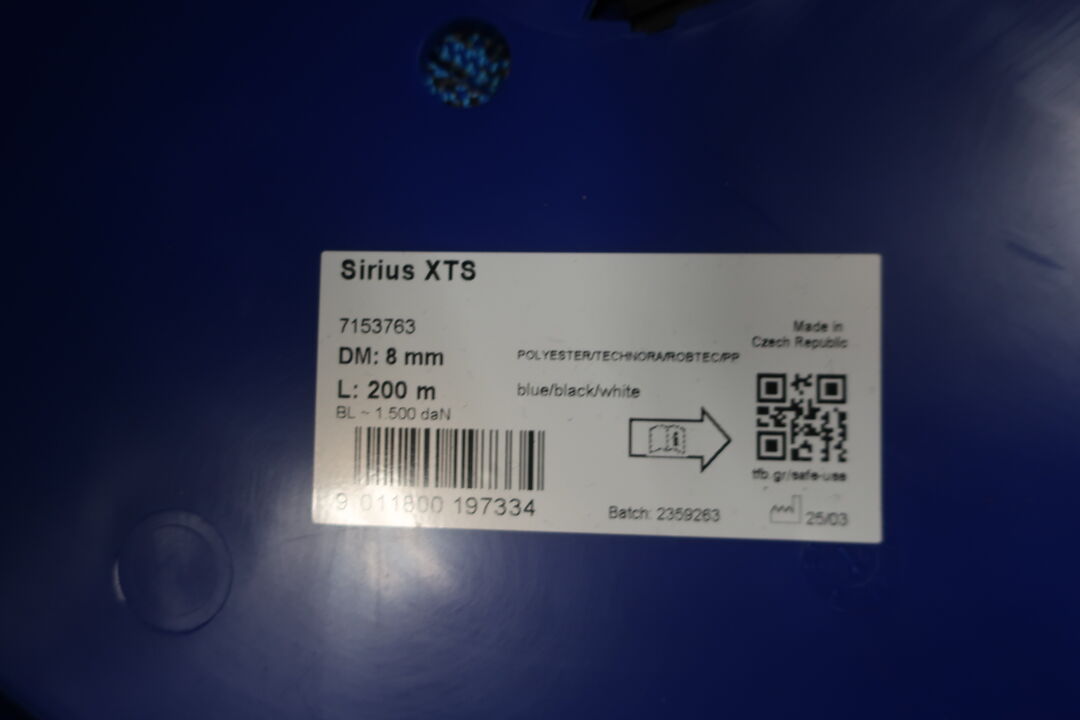 Sirius XTS
7153763
Made in
Czech Republic
DM: 8 mm
POLYESTER/TECHNORA/ROBTEC/PP
L: 200 m
blue/black/white
BL ~ 1.500 daN
tfb.gr/safe-use
9 011800 197334
Batch: 2359263
25/03